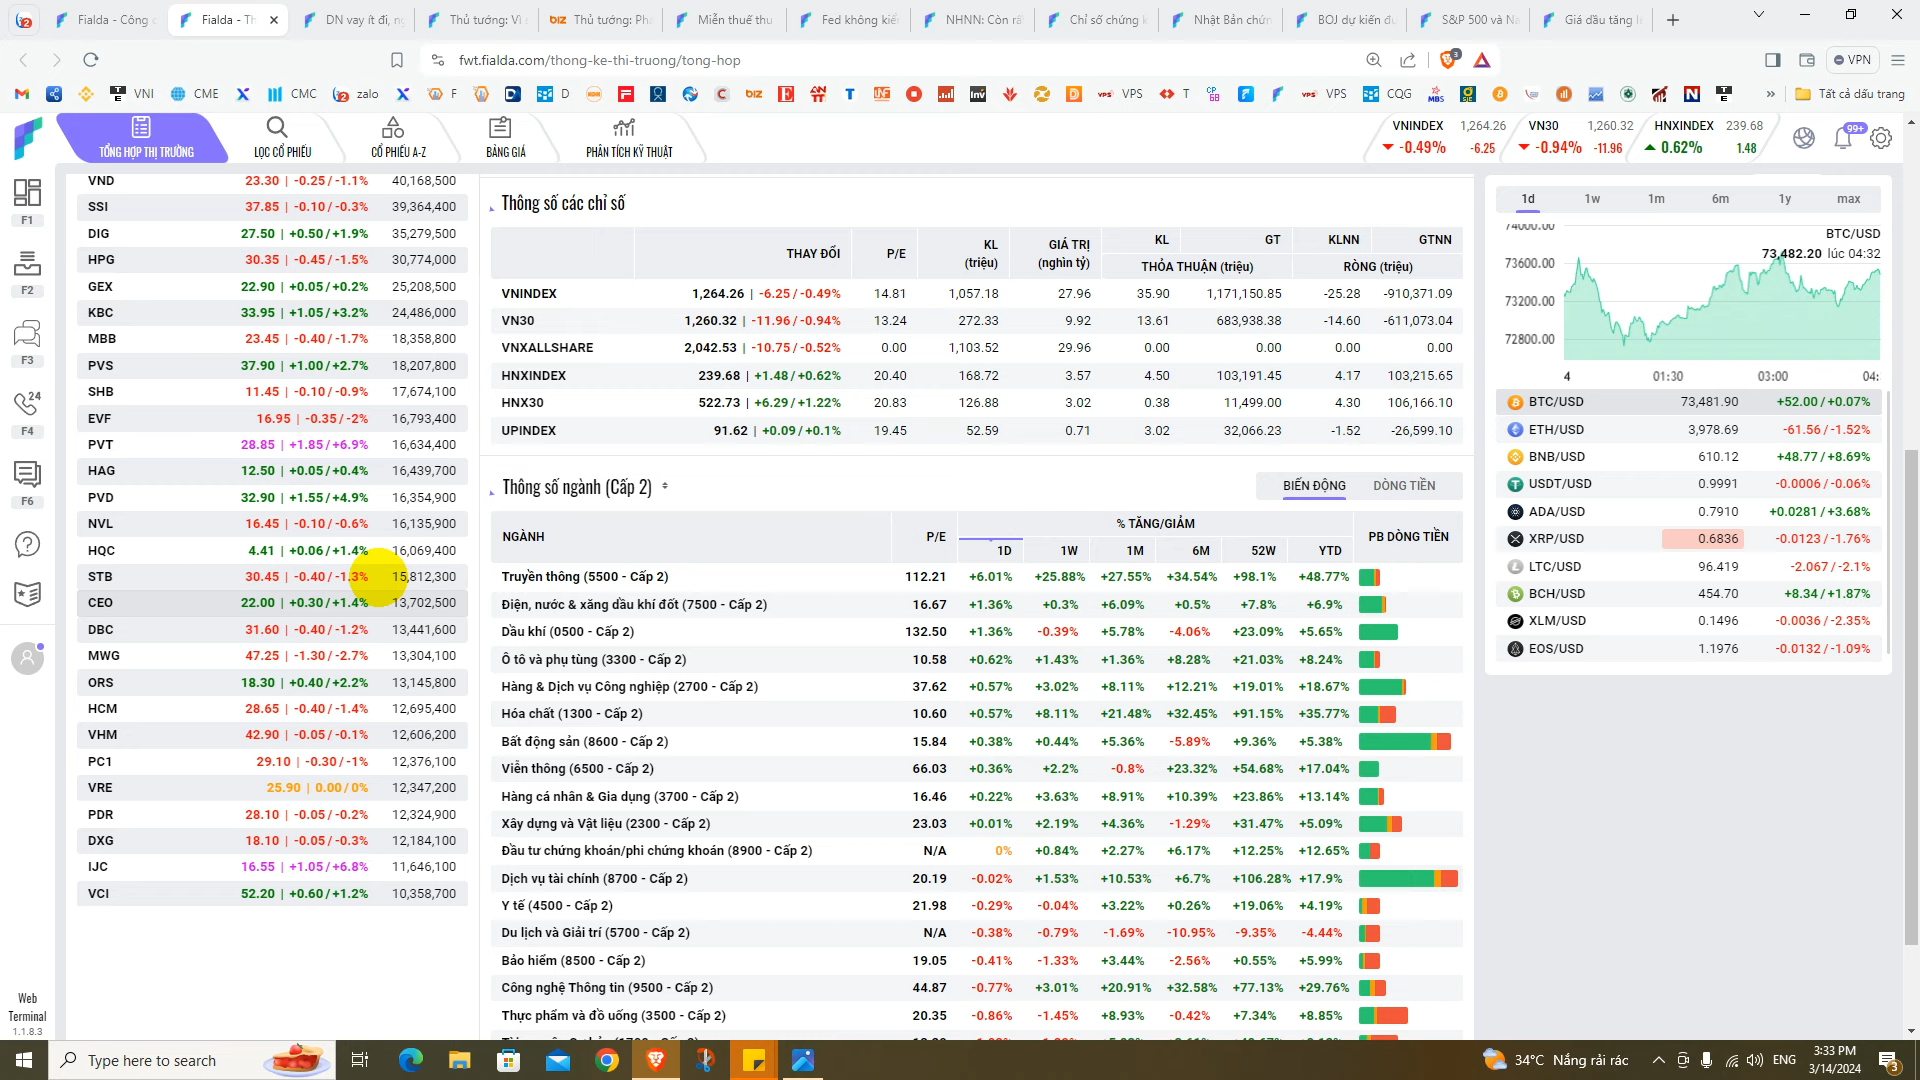 Fialda - Công c
Fialda - Th
DN vay ít đi, n
Thủ tướng: Vì s
Thủ tướng: Ph
Miễn thuế thu
Fed không kiê
NHNN: Còn rấ
Chỉ số chứng k
Nhật Bản chứn
BOJ dự kiến đư
S&P 500 và Na
Giá dầu tăng l
fwt.fialda.com/thong-ke-thi-truong/tong-hop
3
VPN
VNI CME CMC zalo F D VPS T VPS CQG Tất cả dấu trang
TỔNG HỢP THỊ TRƯỜNG
LỌC CỔ PHIẾU
CỔ PHIẾU A-Z
BẢNG GIÁ
PHÂN TÍCH KỸ THUẬT
VNINDEX 1,264.26 VN30 1,260.32 HNXINDEX 239.68
-0.49% -6.25 -0.94% -11.96 0.62% 1.48
99+
F1
F2
F3
24
F4
F6
Web
Terminal
1.1.8.3
VND 23.30 | -0.25 / -1.1% 40,168,500
SSI 37.85 | -0.10 / -0.3% 39,364,400
DIG 27.50 | +0.50 / +1.9% 35,279,500
HPG 30.35 | -0.45 / -1.5% 30,774,000
GEX 22.90 | +0.05 / +0.2% 25,208,500
KBC 33.95 | +1.05 / +3.2% 24,486,000
MBB 23.45 | -0.40 / -1.7% 18,358,800
PVS 37.90 | +1.00 / +2.7% 18,207,800
SHB 11.45 | -0.10 / -0.9% 17,674,100
EVF 16.95 | -0.35 / -2% 16,793,400
PVT 28.85 | +1.85 / +6.9% 16,634,400
HAG 12.50 | +0.05 / +0.4% 16,439,700
PVD 32.90 | +1.55 / +4.9% 16,354,900
NVL 16.45 | -0.10 / -0.6% 16,135,900
HQC 4.41 | +0.06 / +1.4% 16,069,400
STB 30.45 | -0.40 / -1.3% 15,812,300
CEO 22.00 | +0.30 / +1.4% 13,702,500
DBC 31.60 | -0.40 / -1.2% 13,441,600
MWG 47.25 | -1.30 / -2.7% 13,304,100
ORS 18.30 | +0.40 / +2.2% 13,145,800
HCM 28.65 | -0.40 / -1.4% 12,695,400
VHM 42.90 | -0.05 / -0.1% 12,606,200
PC1 29.10 | -0.30 / -1% 12,376,100
VRE 25.90 | 0.00 / 0% 12,347,200
PDR 28.10 | -0.05 / -0.2% 12,324,900
DXG 18.10 | -0.05 / -0.3% 12,184,100
IJC 16.55 | +1.05 / +6.8% 11,646,100
VCI 52.20 | +0.60 / +1.2% 10,358,700
Thông số các chỉ số
THAY ĐỔI P/E KL (triệu) GIÁ TRỊ (nghìn tỷ) KL GT KLNN GTNN
THỎA THUẬN (triệu) RÒNG (triệu)
VNINDEX 1,264.26 | -6.25 / -0.49% 14.81 1,057.18 27.96 35.90 1,171,150.85 -25.28 -910,371.09
VN30 1,260.32 | -11.96 / -0.94% 13.24 272.33 9.92 13.61 683,938.38 -14.60 -611,073.04
VNXALLSHARE 2,042.53 | -10.75 / -0.52% 0.00 1,103.52 29.96 0.00 0.00 0.00 0.00
HNXINDEX 239.68 | +1.48 / +0.62% 20.40 168.72 3.57 4.50 103,191.45 4.17 103,215.65
HNX30 522.73 | +6.29 / +1.22% 20.83 126.88 3.02 0.38 11,499.00 4.30 106,166.10
UPINDEX 91.62 | +0.09 / +0.1% 19.45 52.59 0.71 3.02 32,066.23 -1.52 -26,599.10
Thông số ngành (Cấp 2)
BIẾN ĐỘNG DÒNG TIỀN
NGÀNH P/E % TĂNG/GIẢM PB DÒNG TIỀN
1D 1W 1M 6M 52W YTD
Truyền thông (5500 - Cấp 2) 112.21 +6.01% +25.88% +27.55% +34.54% +98.1% +48.77%
Điện, nước & xăng dầu khí đốt (7500 - Cấp 2) 16.67 +1.36% +0.3% +6.09% +0.5% +7.8% +6.9%
Dầu khí (0500 - Cấp 2) 132.50 +1.36% -0.39% +5.78% -4.06% +23.09% +5.65%
Ô tô và phụ tùng (3300 - Cấp 2) 10.58 +0.62% +1.43% +1.36% +8.28% +21.03% +8.24%
Hàng & Dịch vụ Công nghiệp (2700 - Cấp 2) 37.62 +0.57% +3.02% +8.11% +12.21% +19.01% +18.67%
Hóa chất (1300 - Cấp 2) 10.60 +0.57% +8.11% +21.48% +32.45% +91.15% +35.77%
Bất động sản (8600 - Cấp 2) 15.84 +0.38% +0.44% +5.36% -5.89% +9.36% +5.38%
Viễn thông (6500 - Cấp 2) 66.03 +0.36% +2.2% -0.8% +23.32% +54.68% +17.04%
Hàng cá nhân & Gia dụng (3700 - Cấp 2) 16.46 +0.22% +3.63% +8.91% +10.39% +23.86% +13.14%
Xây dựng và Vật liệu (2300 - Cấp 2) 23.03 +0.01% +2.19% +4.36% -1.29% +31.47% +5.09%
Đầu tư chứng khoán/phi chứng khoán (8900 - Cấp 2) N/A 0% +0.84% +2.27% +6.17% +12.25% +12.65%
Dịch vụ tài chính (8700 - Cấp 2) 20.19 -0.02% +1.53% +10.53% +6.7% +106.28% +17.9%
Y tế (4500 - Cấp 2) 21.98 -0.29% -0.04% +3.22% +0.26% +19.06% +4.19%
Du lịch và Giải trí (5700 - Cấp 2) N/A -0.38% -0.79% -1.69% -10.95% -9.35% -4.44%
Bảo hiểm (8500 - Cấp 2) 19.05 -0.41% -1.33% +3.44% -2.56% +0.55% +5.99%
Công nghệ Thông tin (9500 - Cấp 2) 44.87 -0.77% +3.01% +20.91% +32.58% +77.13% +29.76%
Thực phẩm và đồ uống (3500 - Cấp 2) 20.35 -0.86% -1.45% +8.93% -0.42% +7.34% +8.85%
1d 1w 1m 6m 1y max
74000.00
BTC/USD
73,482.20 lúc 04:32
73600.00
73200.00
72800.00
4 01:30 03:00 04:
BTC/USD 73,481.90 +52.00 / +0.07%
ETH/USD 3,978.69 -61.56 / -1.52%
BNB/USD 610.12 +48.77 / +8.69%
USDT/USD 0.9991 -0.0006 / -0.06%
ADA/USD 0.7910 +0.0281 / +3.68%
XRP/USD 0.6836 -0.0123 / -1.76%
LTC/USD 96.419 -2.067 / -2.1%
BCH/USD 454.70 +8.34 / +1.87%
XLM/USD 0.1496 -0.0036 / -2.35%
EOS/USD 1.1976 -0.0132 / -1.09%
Type here to search
34°C Nắng rải rác
ENG
3:33 PM
3/14/2024
3